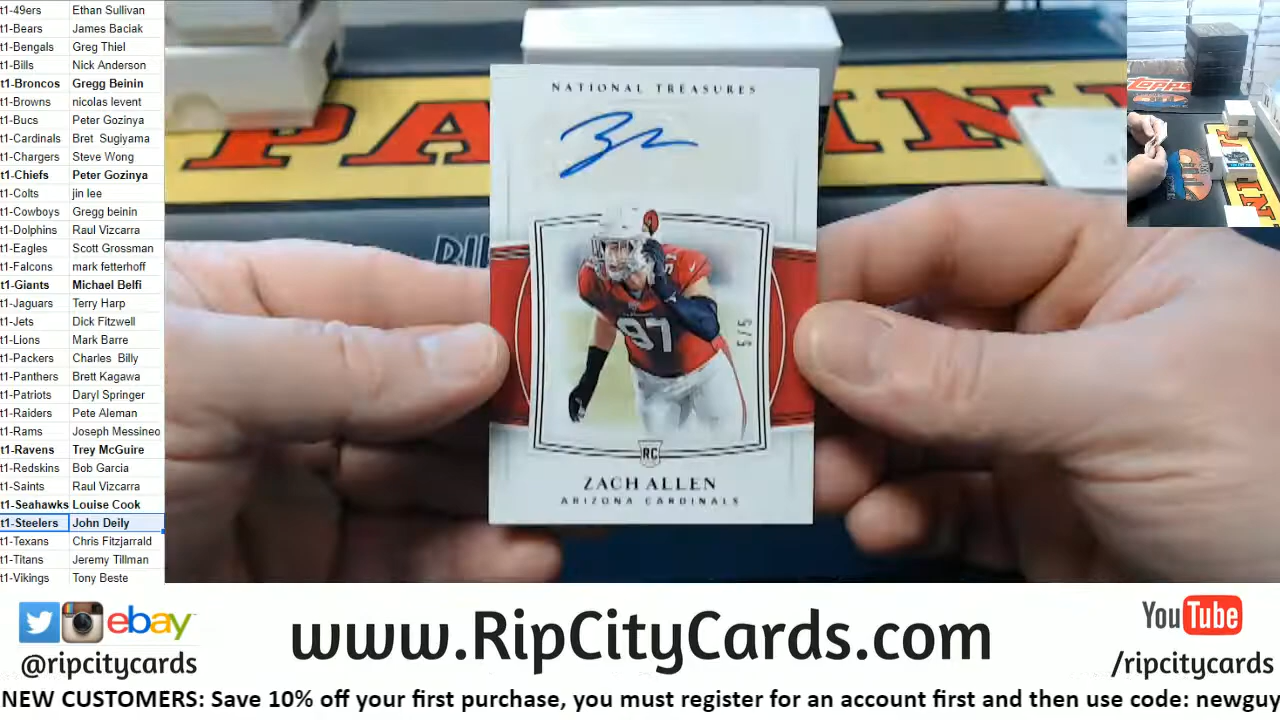 t1-49ers Ethan Sullivan
t1-Bears James Baciak
t1-Bengals Greg Thiel
t1-Bills Nick Anderson
t1-Broncos Gregg Beinin
t1-Browns nicolas levent
t1-Bucs Peter Gozinya
t1-Cardinals Bret Sugiyama
t1-Chargers Steve Wong
t1-Chiefs Peter Gozinya
t1-Colts jin lee
t1-Cowboys Gregg beinin
t1-Dolphins Raul Vizcarra
t1-Eagles Scott Grossman
t1-Falcons mark fetterhoff
t1-Giants Michael Belfi
t1-Jaguars Terry Harp
t1-Jets Dick Fitzwell
t1-Lions Mark Barre
t1-Packers Charles Billy
t1-Panthers Brett Kagawa
t1-Patriots Daryl Springer
t1-Raiders Pete Aleman
t1-Rams Joseph Messineo
t1-Ravens Trey McGuire
t1-Redskins Bob Garcia
t1-Saints Raul Vizcarra
t1-Seahawks Louise Cook
t1-Steelers John Deily
t1-Texans Chris Fitzjarrald
t1-Titans Jeremy Tillman
t1-Vikings Tony Beste
PANINI
NATIONAL TREASURES
97
5/5
RC
ZACH ALLEN
ARIZONA CARDINALS
topps
ebay
@ripcitycards
www.RipCityCards.com
YouTube
/ripcitycards
NEW CUSTOMERS: Save 10% off your first purchase, you must register for an account first and then use code: newguy